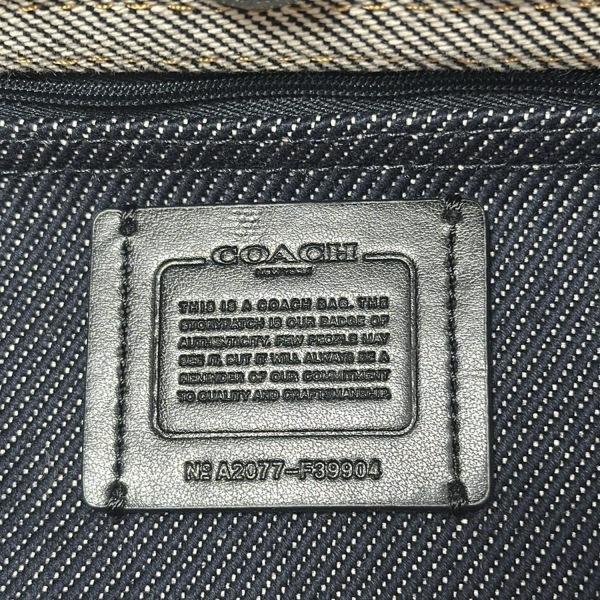 COACH
NEW YORK
THIS IS A COACH BAG. THE
STORYPATCH IS OUR BADGE OF
AUTHENTICITY. FEW PEOPLE MAY
SEE IT, BUT IT WILL ALWAYS BE A
REMINDER OF OUR COMMITMENT
TO QUALITY AND CRAFTSMANSHIP.
Nº A2077-F39904